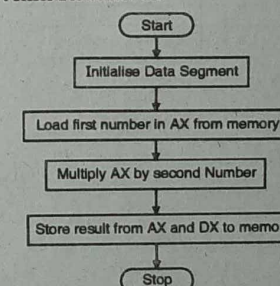 Start
Initialise Data Segment
Load first number in AX from memory
Multiply AX by second Number
Store result from AX and DX to memo
Stop